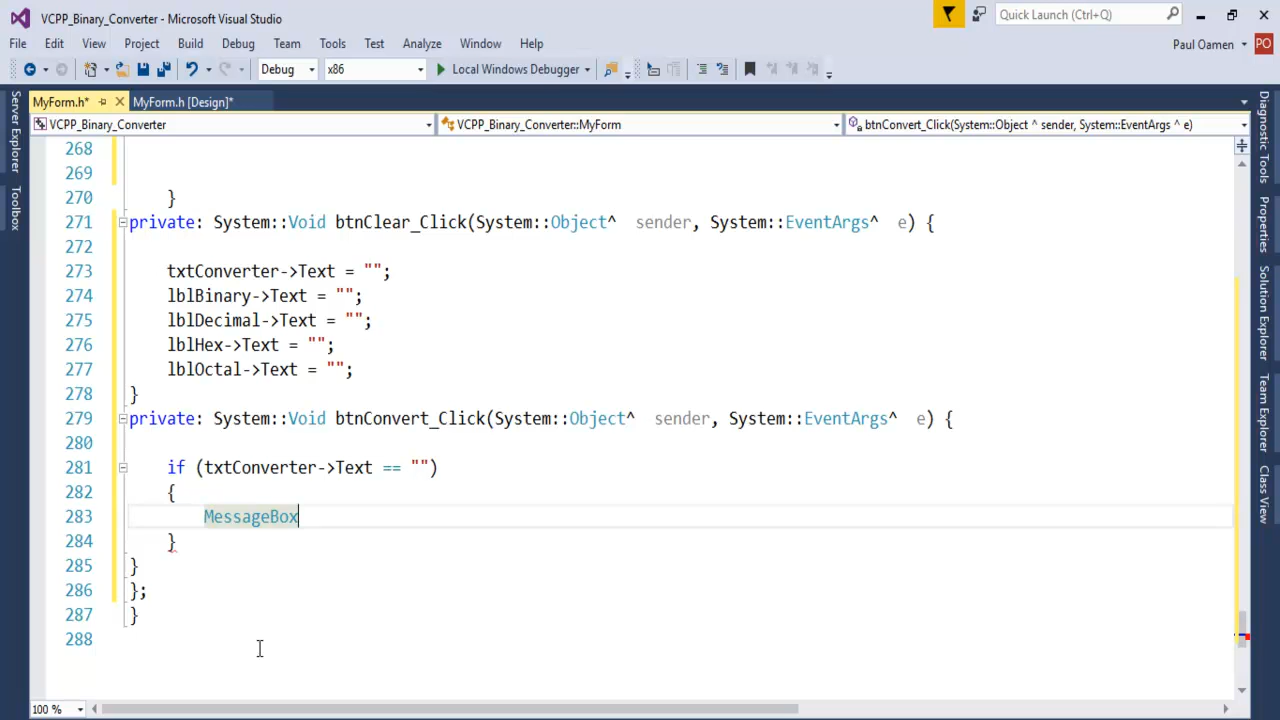 VCPP_Binary_Converter - Microsoft Visual Studio
Quick Launch (Ctrl+Q)
File Edit View Project Build Debug Team Tools Test Analyze Window Help
Paul Oamen PO
Debug x86 Local Windows Debugger
MyForm.h* MyForm.h [Design]*
VCPP_Binary_Converter VCPP_Binary_Converter::MyForm btnConvert_Click(System::Object ^ sender, System::EventArgs ^ e)
Server Explorer
Toolbox
268
269
270 }
271 private: System::Void btnClear_Click(System::Object^  sender, System::EventArgs^  e) {
272
273 txtConverter->Text = "";
274 lblBinary->Text = "";
275 lblDecimal->Text = "";
276 lblHex->Text = "";
277 lblOctal->Text = "";
278 }
279 private: System::Void btnConvert_Click(System::Object^  sender, System::EventArgs^  e) {
280
281 if (txtConverter->Text == "")
282 {
283 MessageBox
284 }
285 }
286 };
287 }
288
100 %
Diagnostic Tools
Properties
Solution Explorer
Team Explorer
Class View